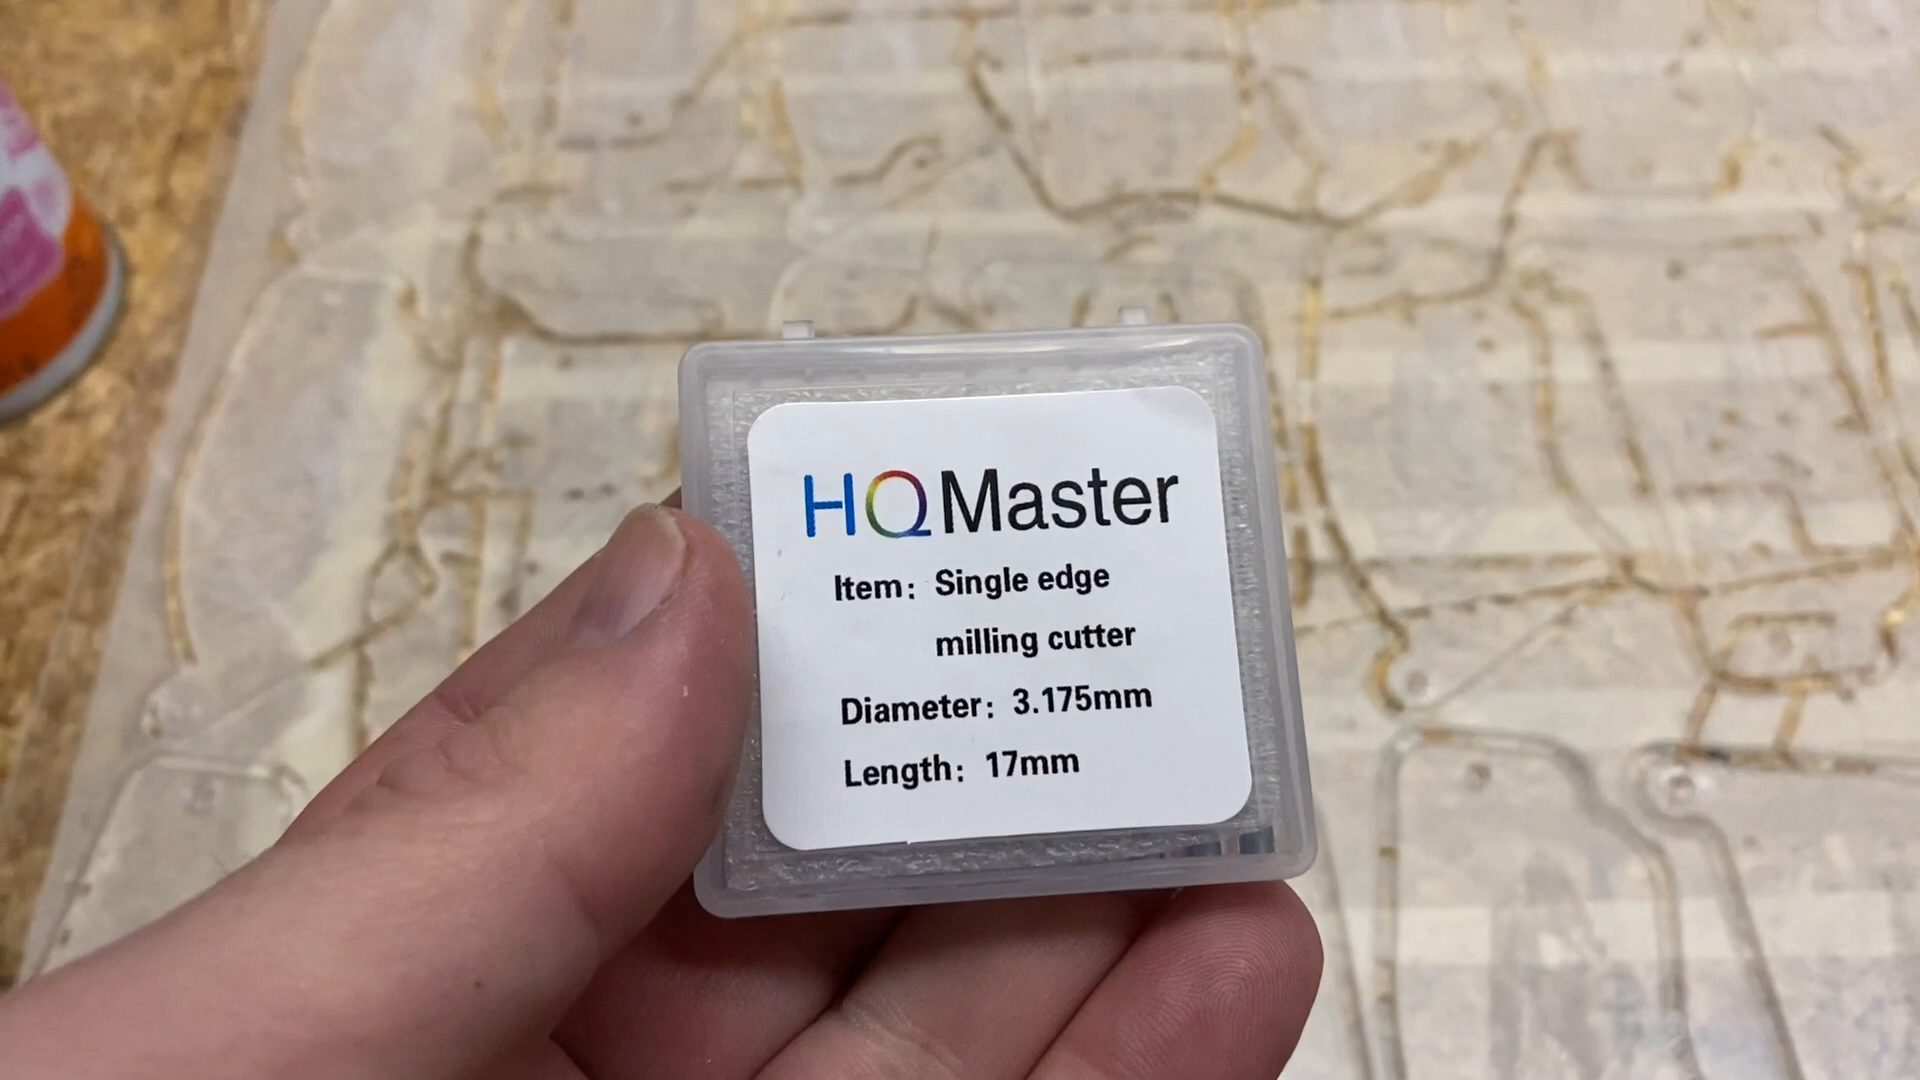 HQMaster
Item: Single edge
milling cutter
Diameter: 3.175mm
Length: 17mm